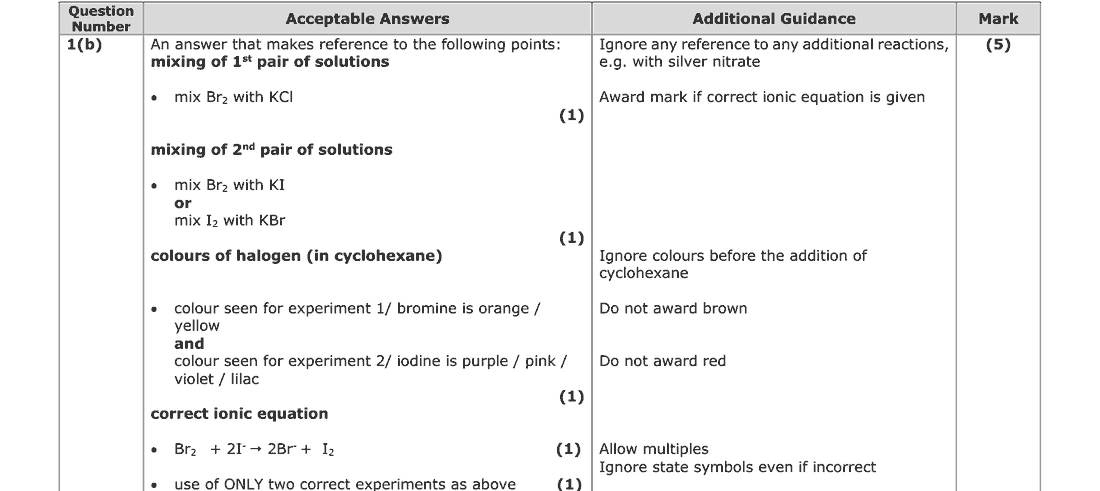 Question Number	Acceptable Answers	Additional Guidance	Mark
1(b)	An answer that makes reference to the following points:	Ignore any reference to any additional reactions,	(5)
mixing of 1st pair of solutions	e.g. with silver nitrate
• mix Br₂ with KCl	Award mark if correct ionic equation is given
(1)
mixing of 2nd pair of solutions
• mix Br₂ with KI
or
mix I₂ with KBr
(1)
colours of halogen (in cyclohexane)	Ignore colours before the addition of
cyclohexane
• colour seen for experiment 1/ bromine is orange /	Do not award brown
yellow
and
colour seen for experiment 2/ iodine is purple / pink /	Do not award red
violet / lilac
(1)
correct ionic equation
• Br₂ + 2I⁻ → 2Br⁻ + I₂	(1)	Allow multiples
Ignore state symbols even if incorrect
• use of ONLY two correct experiments as above	(1)